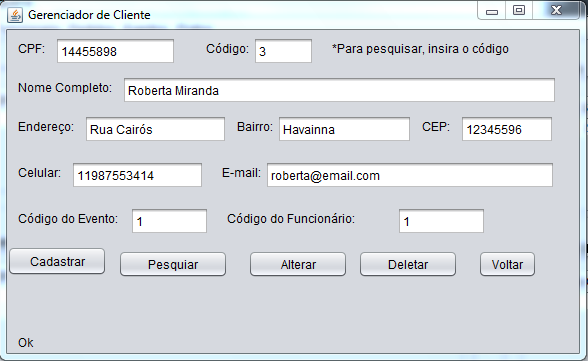 Gerenciador de Cliente
CPF: 14455898 Código: 3 *Para pesquisar, insira o código
Nome Completo: Roberta Miranda
Endereço: Rua Cairós Bairro: Havainna CEP: 12345596
Celular: 11987553414 E-mail: roberta@email.com
Código do Evento: 1 Código do Funcionário: 1
Cadastrar Pesquiar Alterar Deletar Voltar
Ok